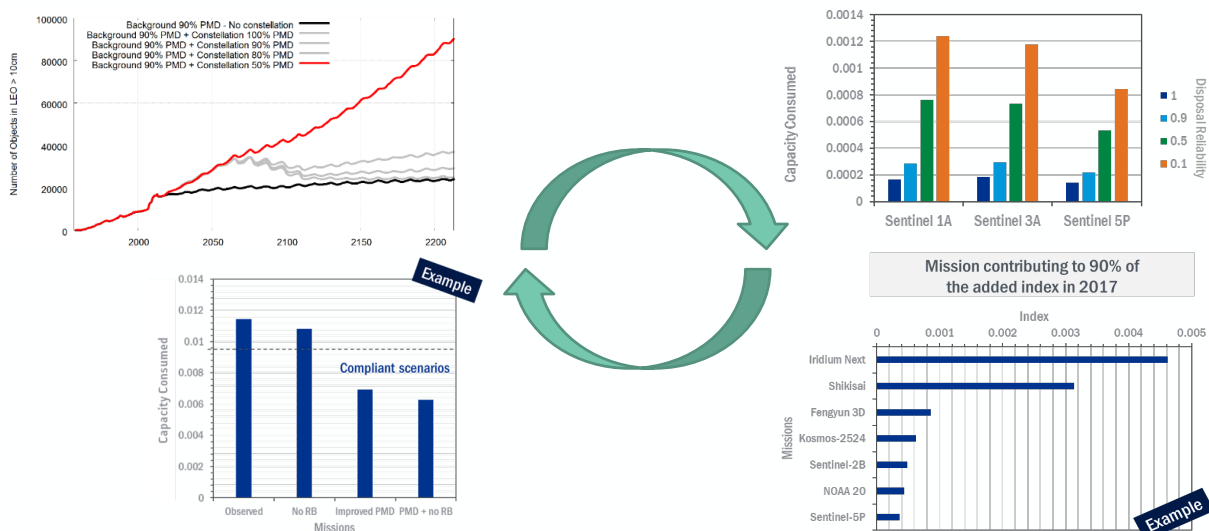 100000
80000
60000
40000
20000
0
Number of Objects in LEO > 10cm
Background 90% PMD - No constellation
Background 90% PMD + Constellation 100% PMD
Background 90% PMD + Constellation 90% PMD
Background 90% PMD + Constellation 80% PMD
Background 90% PMD + Constellation 50% PMD
2000
2050
2100
2150
2200
0.0014
0.0012
0.001
0.0008
0.0006
0.0004
0.0002
0
Capacity Consumed
Sentinel 1A
Sentinel 3A
Sentinel 5P
1
0.9
0.5
0.1
Disposal Reliability
Example
0.014
0.012
0.01
0.008
0.006
0.004
0.002
0
Capacity Consumed
Compliant scenarios
Observed
No RB
Improved PMD
PMD + no RB
Missions
Mission contributing to 90% of
the added index in 2017
Index
0
0.001
0.002
0.003
0.004
0.005
Missions
Iridium Next
Shikisai
Fengyun 3D
Kosmos-2524
Sentinel-2B
NOAA 20
Sentinel-5P
Example